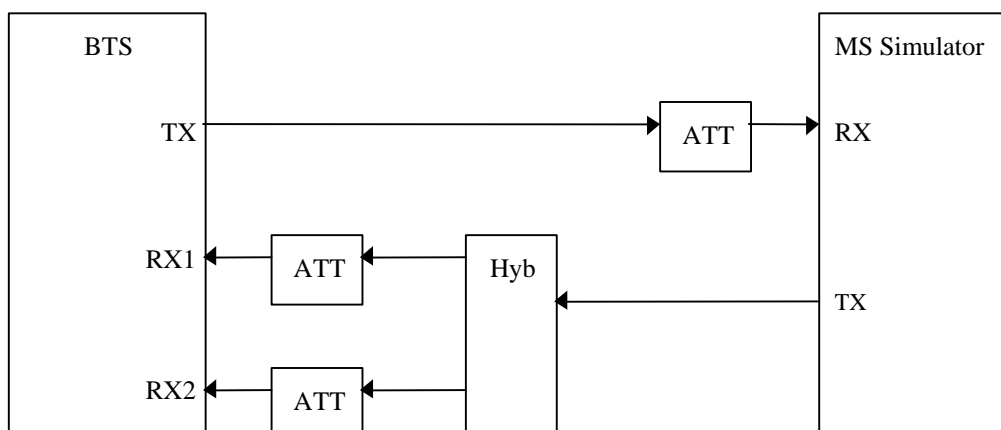 BTS
MS Simulator
TX
ATT
RX
RX1
ATT
Hyb
TX
RX2
ATT